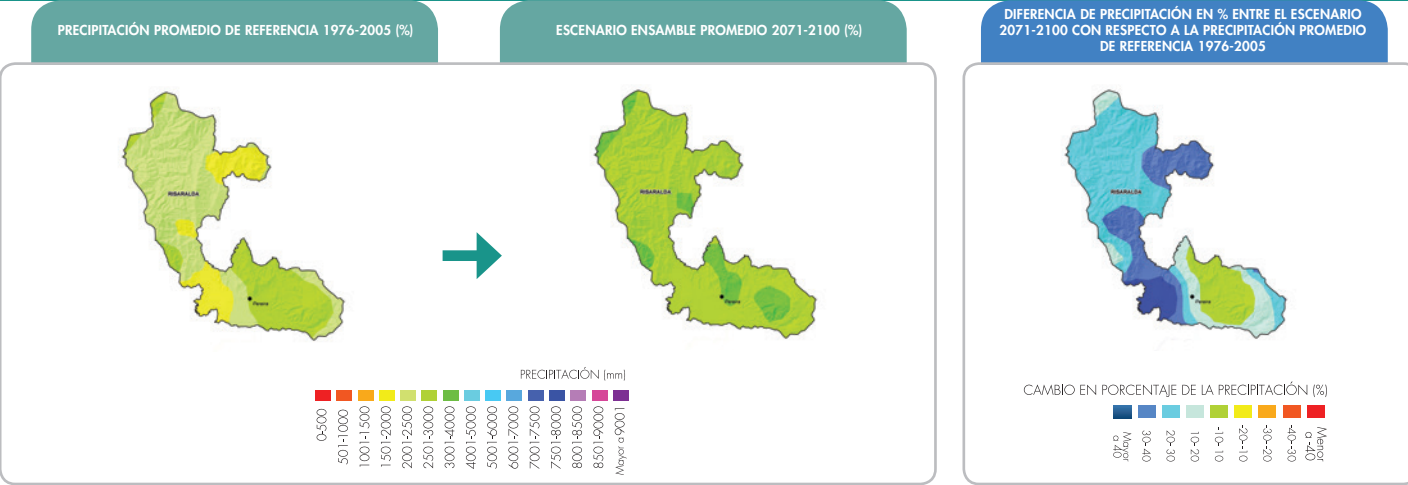 PRECIPITACIÓN PROMEDIO DE REFERENCIA 1976-2005 (%)
ESCENARIO ENSAMBLE PROMEDIO 2071-2100 (%)
DIFERENCIA DE PRECIPITACIÓN EN % ENTRE EL ESCENARIO
2071-2100 CON RESPECTO A LA PRECIPITACIÓN PROMEDIO
DE REFERENCIA 1976-2005
RISARALDA
Pereira
RISARALDA
Pereira
RISARALDA
Pereira
PRECIPITACIÓN (mm)
0-500
501-1000
1001-1500
1501-2000
2001-2500
2501-3000
3001-4000
4001-5000
5001-6000
6001-7000
7001-7500
7501-8000
8001-8500
8501-9000
Mayor a 9001
CAMBIO EN PORCENTAJE DE LA PRECIPITACIÓN (%)
Mayor
a 40
30-40
20-30
10-20
-10-10
-20--10
-30--20
-40--30
Menor
a -40